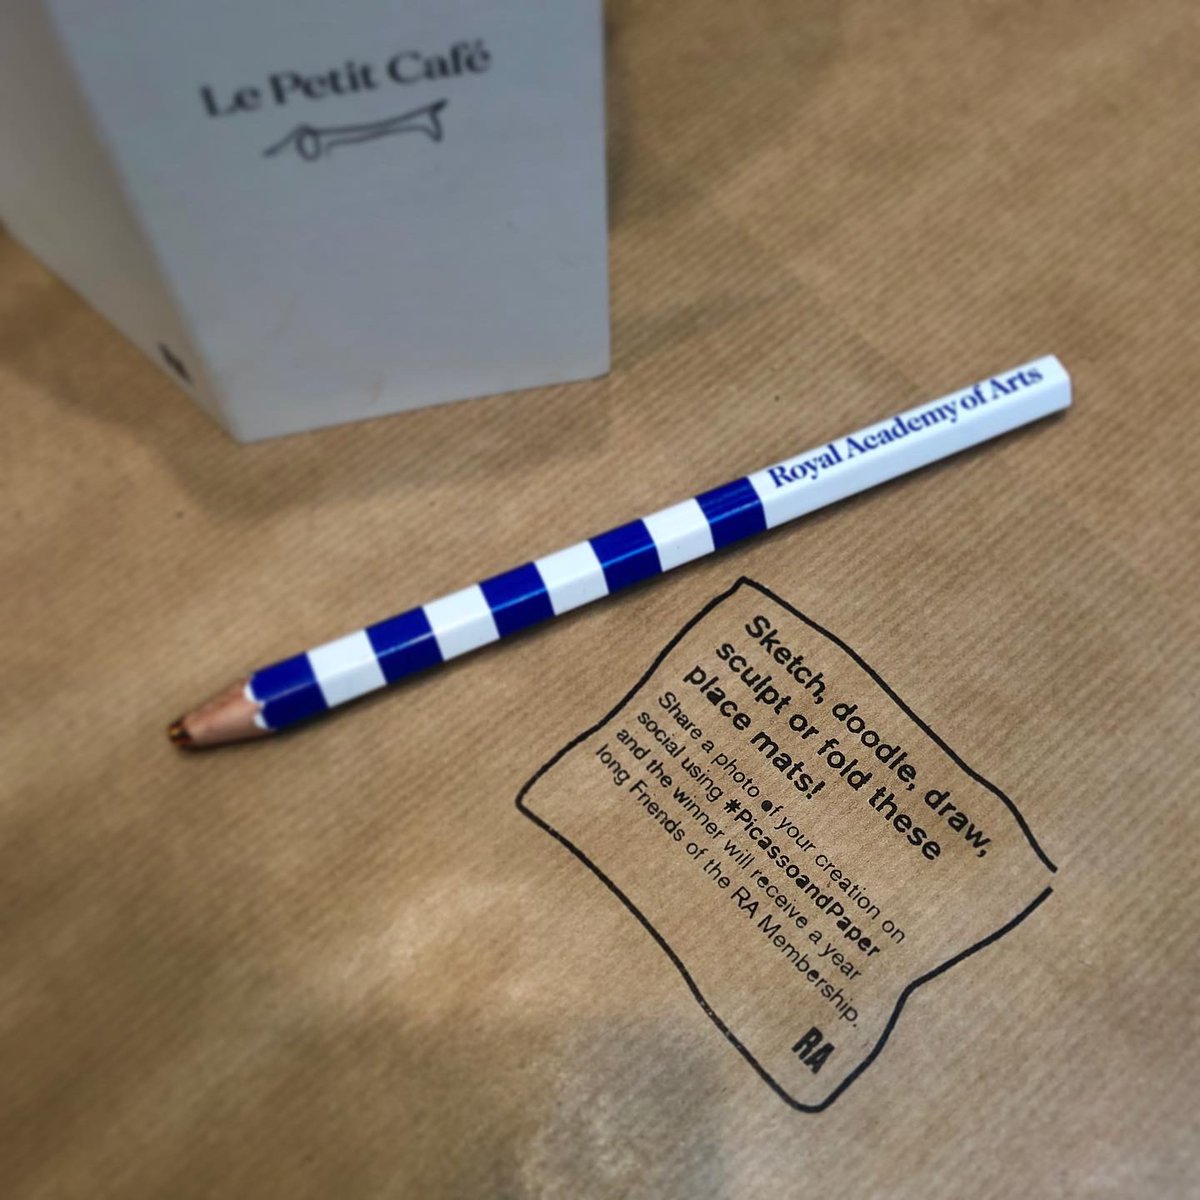 Le Petit Café
Royal Academy of Arts
Sketch, doodle, draw,
sculpt or fold these
place mats!
Share a photo of your creation on
social using #PicassoandPaper
and the winner will receive a year
long Friends of the RA Membership.
RA